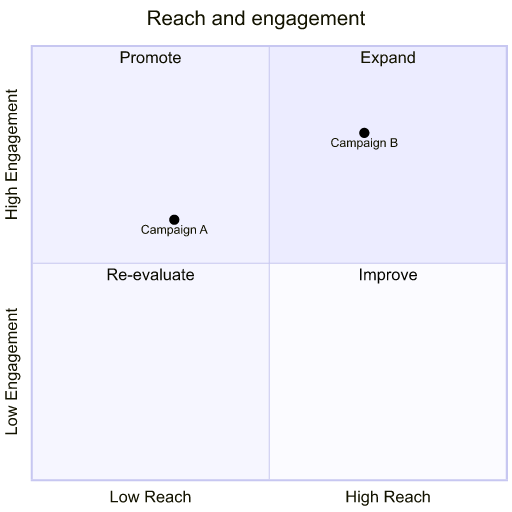 Reach and engagement
Promote
Expand
Campaign B
Campaign A
Re-evaluate
Improve
High Engagement
Low Engagement
Low Reach
High Reach